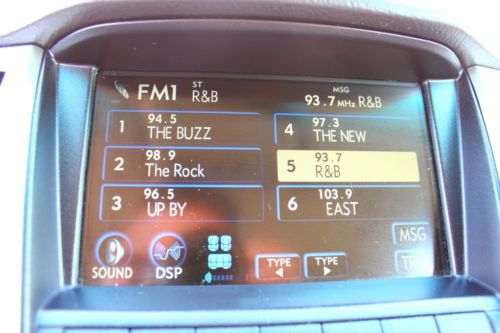 FM1 ST R&B
MSG
93.7 MHz R&B
1 94.5 THE BUZZ
2 98.9 The Rock
3 96.5 UP BY
4 97.3 THE NEW
5 93.7 R&B
6 103.9 EAST
MSG
SOUND
DSP
TYPE
TYPE